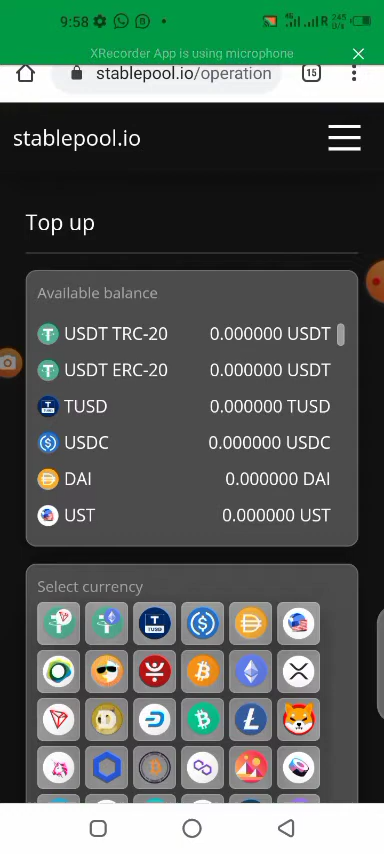 9:58
XRecorder App is using microphone
stablepool.io/operation
15
stablepool.io
Top up
Available balance
USDT TRC-20 0.000000 USDT
USDT ERC-20 0.000000 USDT
TUSD 0.000000 TUSD
USDC 0.000000 USDC
DAI 0.000000 DAI
UST 0.000000 UST
Select currency